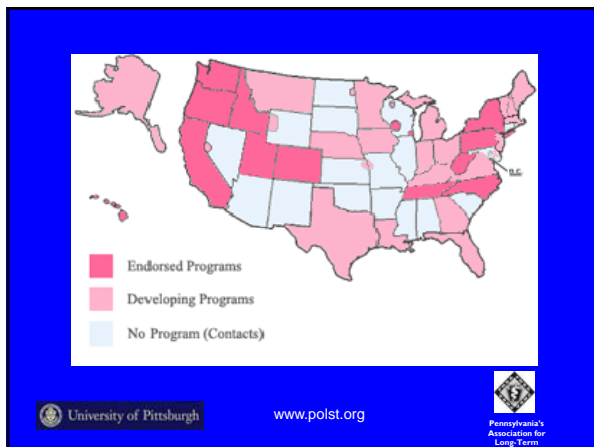 D.C.
Endorsed Programs
Developing Programs
No Program (Contacts)
University of Pittsburgh
www.polst.org
Pennsylvania's
Association for
Long-Term